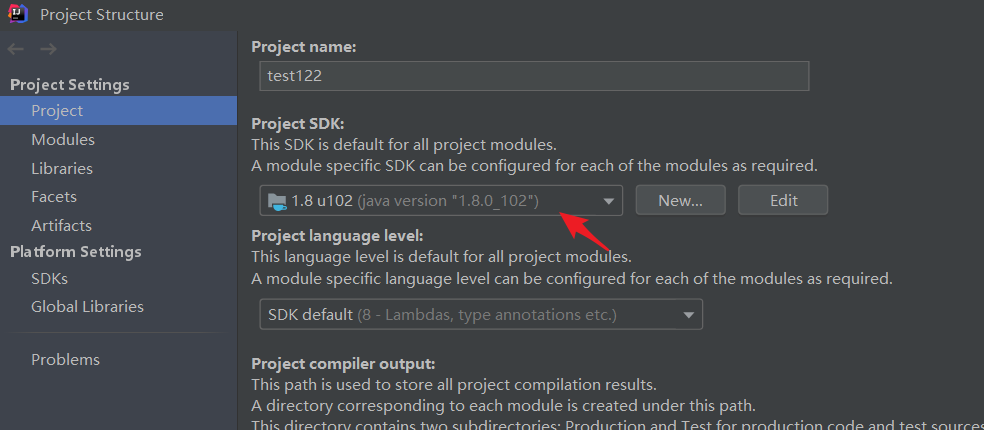 Project Structure
Project Settings
Project
Modules
Libraries
Facets
Artifacts
Platform Settings
SDKs
Global Libraries
Problems
Project name:
test122
Project SDK:
This SDK is default for all project modules.
A module specific SDK can be configured for each of the modules as required.
1.8 u102 (java version "1.8.0_102")
New...
Edit
Project language level:
This language level is default for all project modules.
A module specific language level can be configured for each of the modules as required.
SDK default (8 - Lambdas, type annotations etc.)
Project compiler output:
This path is used to store all project compilation results.
A directory corresponding to each module is created under this path.
This directory contains two subdirectories: Production and Test for production code and test sources